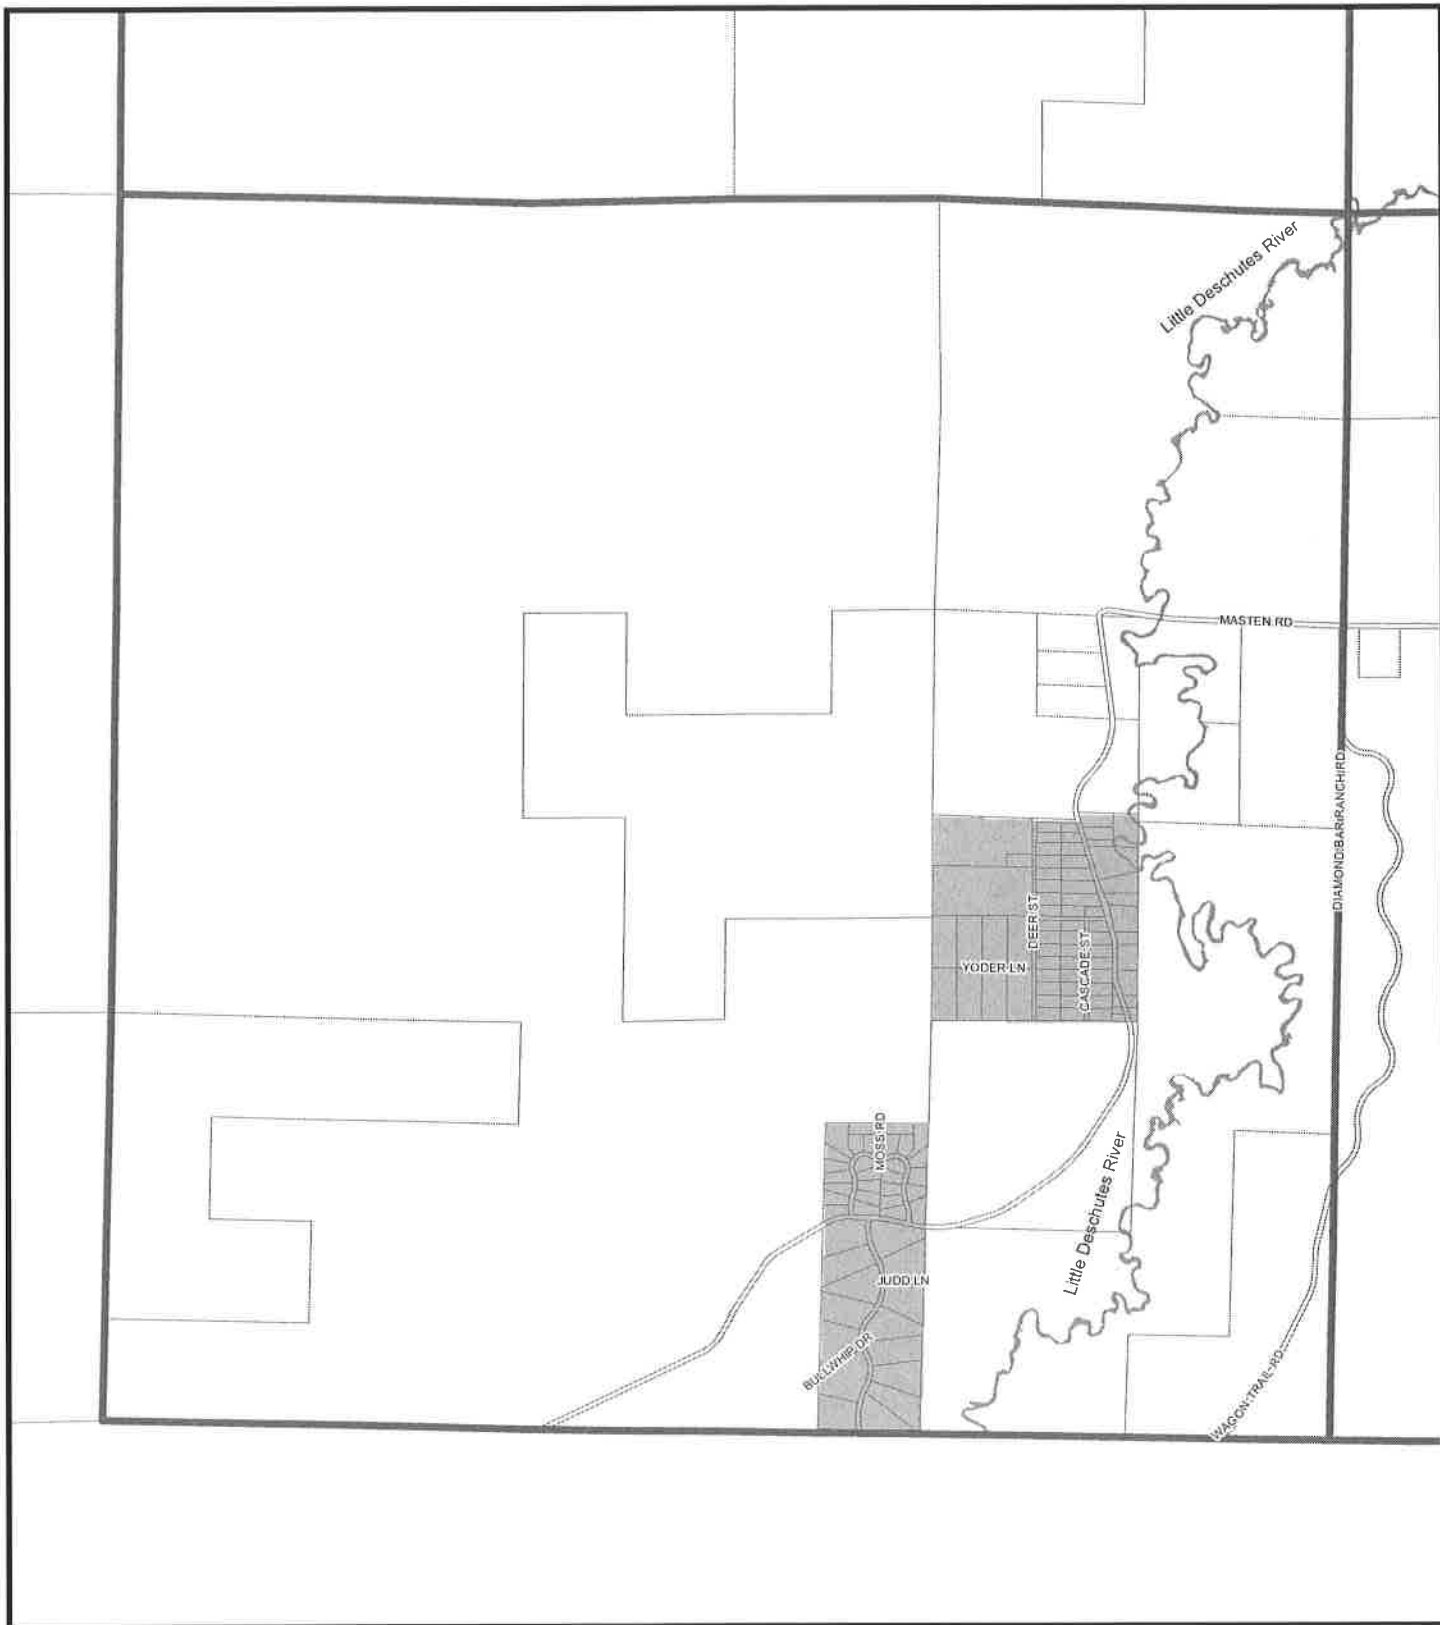 Little Deschutes River
MASTEN RD
DIAMOND BAR RANCH RD
DEER ST
CASCADE ST
YODER LN
MOSS RD
Little Deschutes River
JUDD LN
BULLWHIP DR
WAGON TRAIL RD